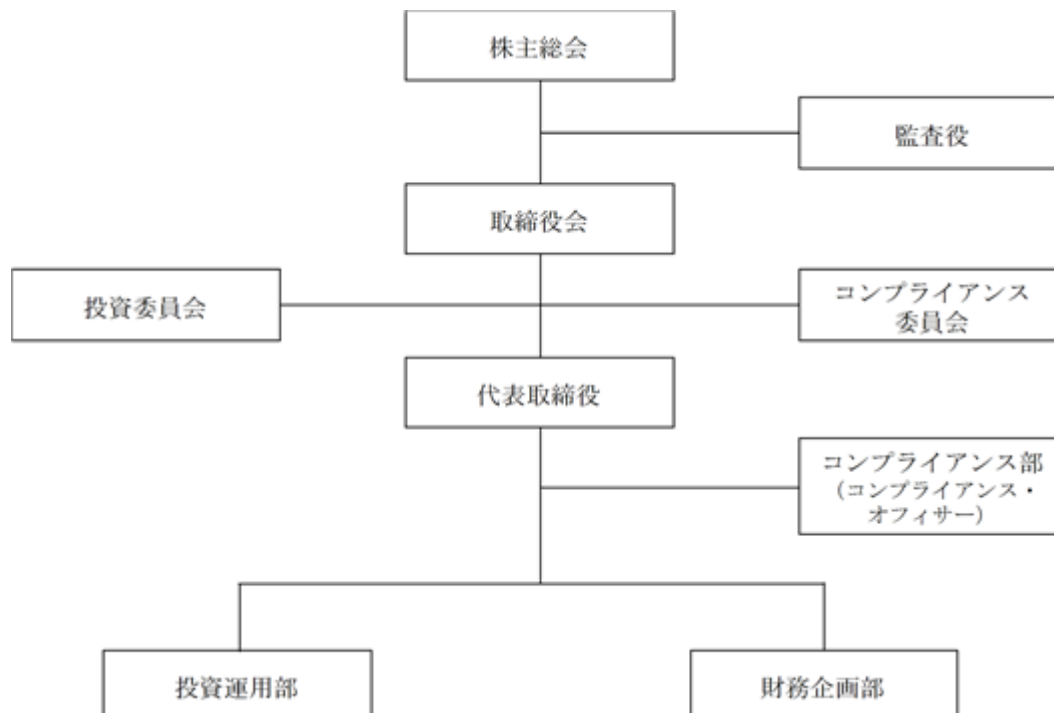 株主総会
監査役
取締役会
投資委員会
コンプライアンス
委員会
代表取締役
コンプライアンス部
（コンプライアンス・
オフィサー）
投資運用部
財務企画部